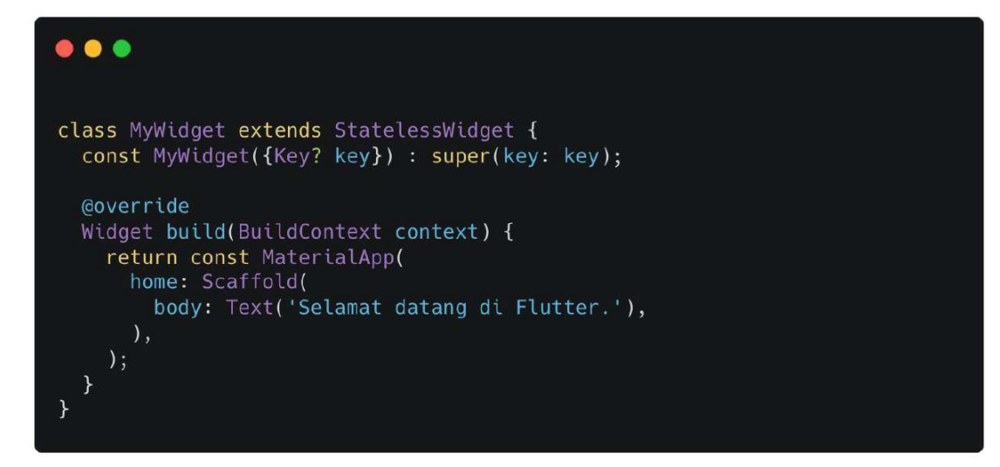 class MyWidget extends StatelessWidget {
  const MyWidget({Key? key}) : super(key: key);

  @override
  Widget build(BuildContext context) {
    return const MaterialApp(
      home: Scaffold(
        body: Text('Selamat datang di Flutter.'),
      ),
    );
  }
}